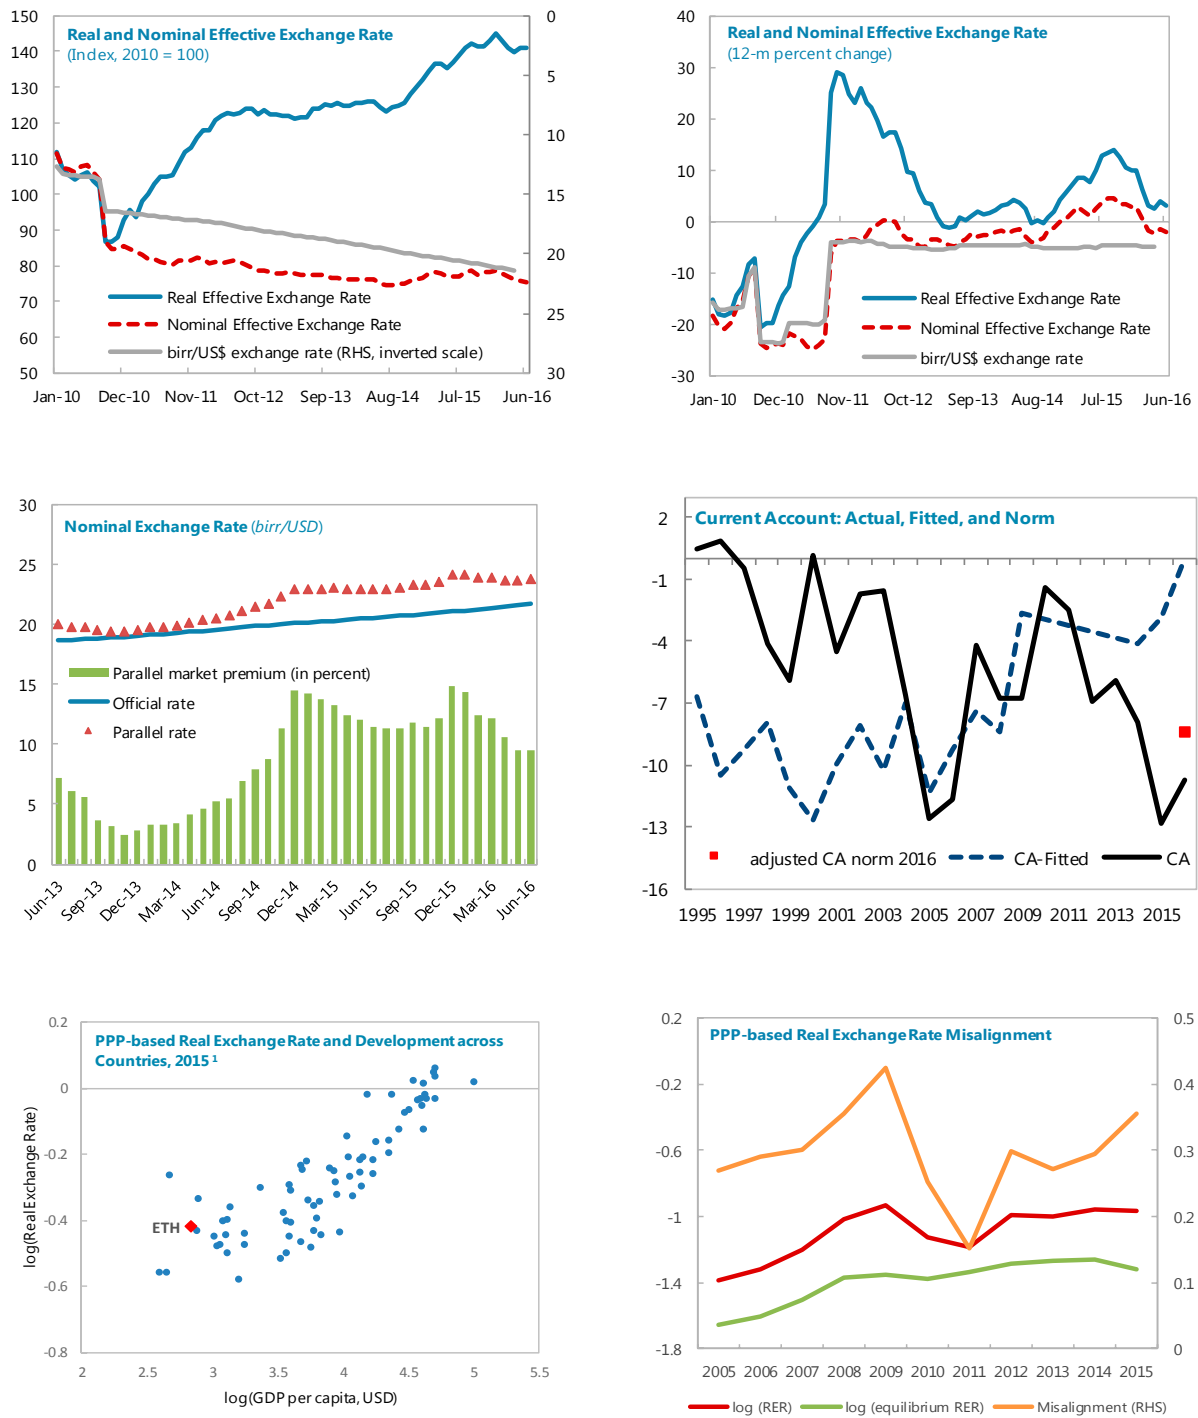 Real and Nominal Effective Exchange Rate
(Index, 2010 = 100)
150
140
130
120
110
100
90
80
70
60
50
0
5
10
15
20
25
30
Real Effective Exchange Rate
Nominal Effective Exchange Rate
birr/US$ exchange rate (RHS, inverted scale)
Jan-10 Dec-10 Nov-11 Oct-12 Sep-13 Aug-14 Jul-15 Jun-16
Real and Nominal Effective Exchange Rate
(12-m percent change)
40
30
20
10
0
-10
-20
-30
Real Effective Exchange Rate
Nominal Effective Exchange Rate
birr/US$ exchange rate
Jan-10 Dec-10 Nov-11 Oct-12 Sep-13 Aug-14 Jul-15 Jun-16
Nominal Exchange Rate (birr/USD)
30
25
20
15
10
5
0
Parallel market premium (in percent)
Official rate
Parallel rate
Jun-13 Sep-13 Dec-13 Mar-14 Jun-14 Sep-14 Dec-14 Mar-15 Jun-15 Sep-15 Dec-15 Mar-16 Jun-16
Current Account: Actual, Fitted, and Norm
2
-1
-4
-7
-10
-13
-16
adjusted CA norm 2016 CA-Fitted CA
1995 1997 1999 2001 2003 2005 2007 2009 2011 2013 2015
PPP-based Real Exchange Rate and Development across
Countries, 2015 1
0.2
0
-0.2
-0.4
-0.6
-0.8
log(Real Exchange Rate)
ETH
2 2.5 3 3.5 4 4.5 5 5.5
log(GDP per capita, USD)
PPP-based Real Exchange Rate Misalignment
0.2
-0.2
-0.6
-1
-1.4
-1.8
0.5
0.4
0.3
0.2
0.1
0
2005 2006 2007 2008 2009 2010 2011 2012 2013 2014 2015
log (RER) log (equilibrium RER) Misalignment (RHS)